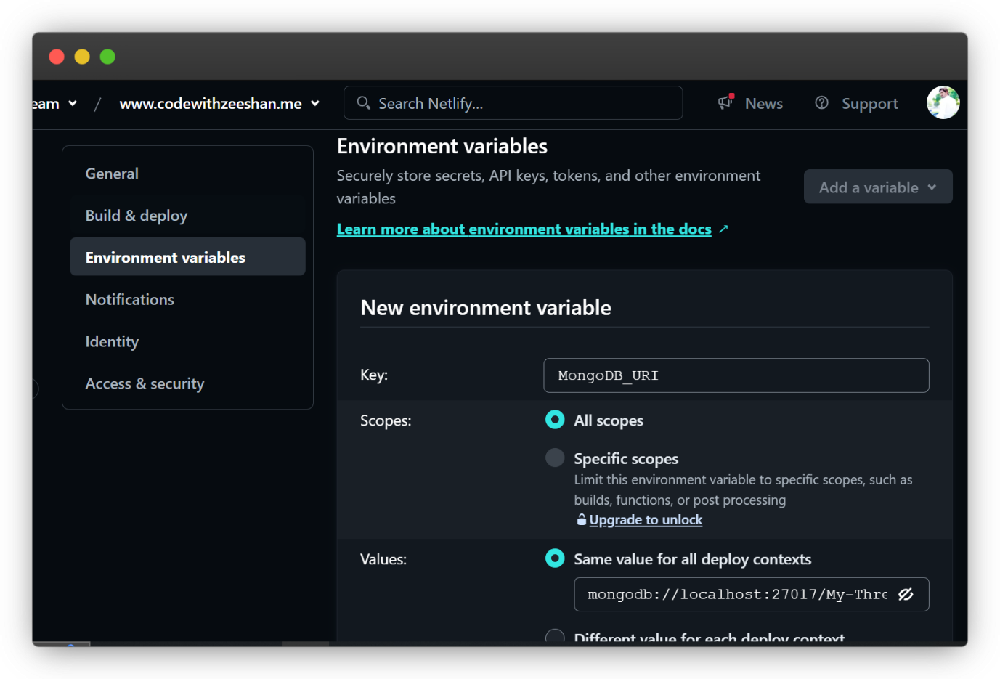 eam / www.codewithzeeshan.me Search Netlify... News Support
General
Build & deploy
Environment variables
Notifications
Identity
Access & security
Environment variables
Securely store secrets, API keys, tokens, and other environment
variables
Add a variable
Learn more about environment variables in the docs
New environment variable
Key: MongoDB_URI
Scopes: All scopes
Specific scopes
Limit this environment variable to specific scopes, such as
builds, functions, or post processing
Upgrade to unlock
Values: Same value for all deploy contexts
mongodb://localhost:27017/My-Thre
Different value for each deploy context